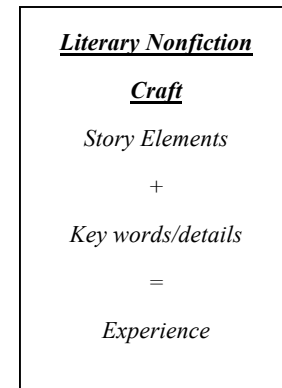 Literary Nonfiction
Craft
Story Elements
+
Key words/details
=
Experience